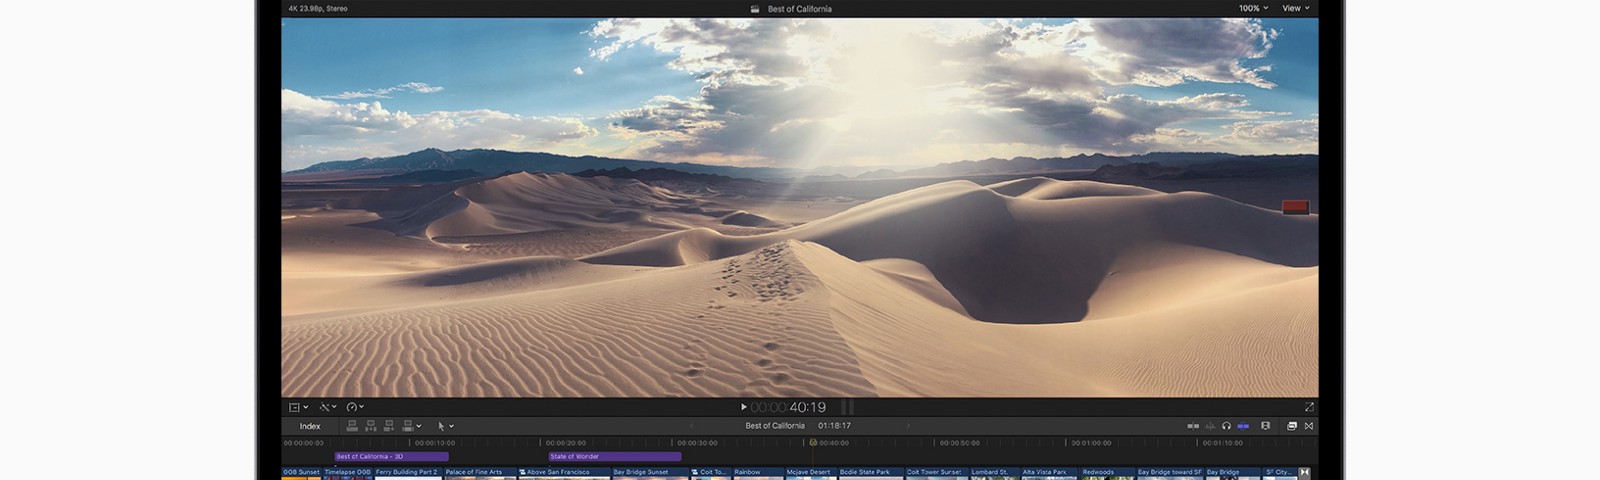 4K 23.98p, Stereo
Best of California
100%
View
00:00:40:19
Index
Best of California
01:18:17
00:00:00:00
00:00:10:00
00:00:20:00
00:00:30:00
00:00:40:00
00:00:50:00
00:01:00:00
00:01:10:00
Best of California - 3D
State of Wonder
OOB Sunset
Timelapse OOB
Ferry Building Part 2
Palace of Fine Arts
Above San Francisco
Bay Bridge Sunset
Coit To...
Rainbow
Mojave Desert
Bodie State Park
Coit Tower Sunset
Lombard St.
Alta Vista Park
Redwoods
Bay Bridge toward SF
Bay Bridge
SF City...